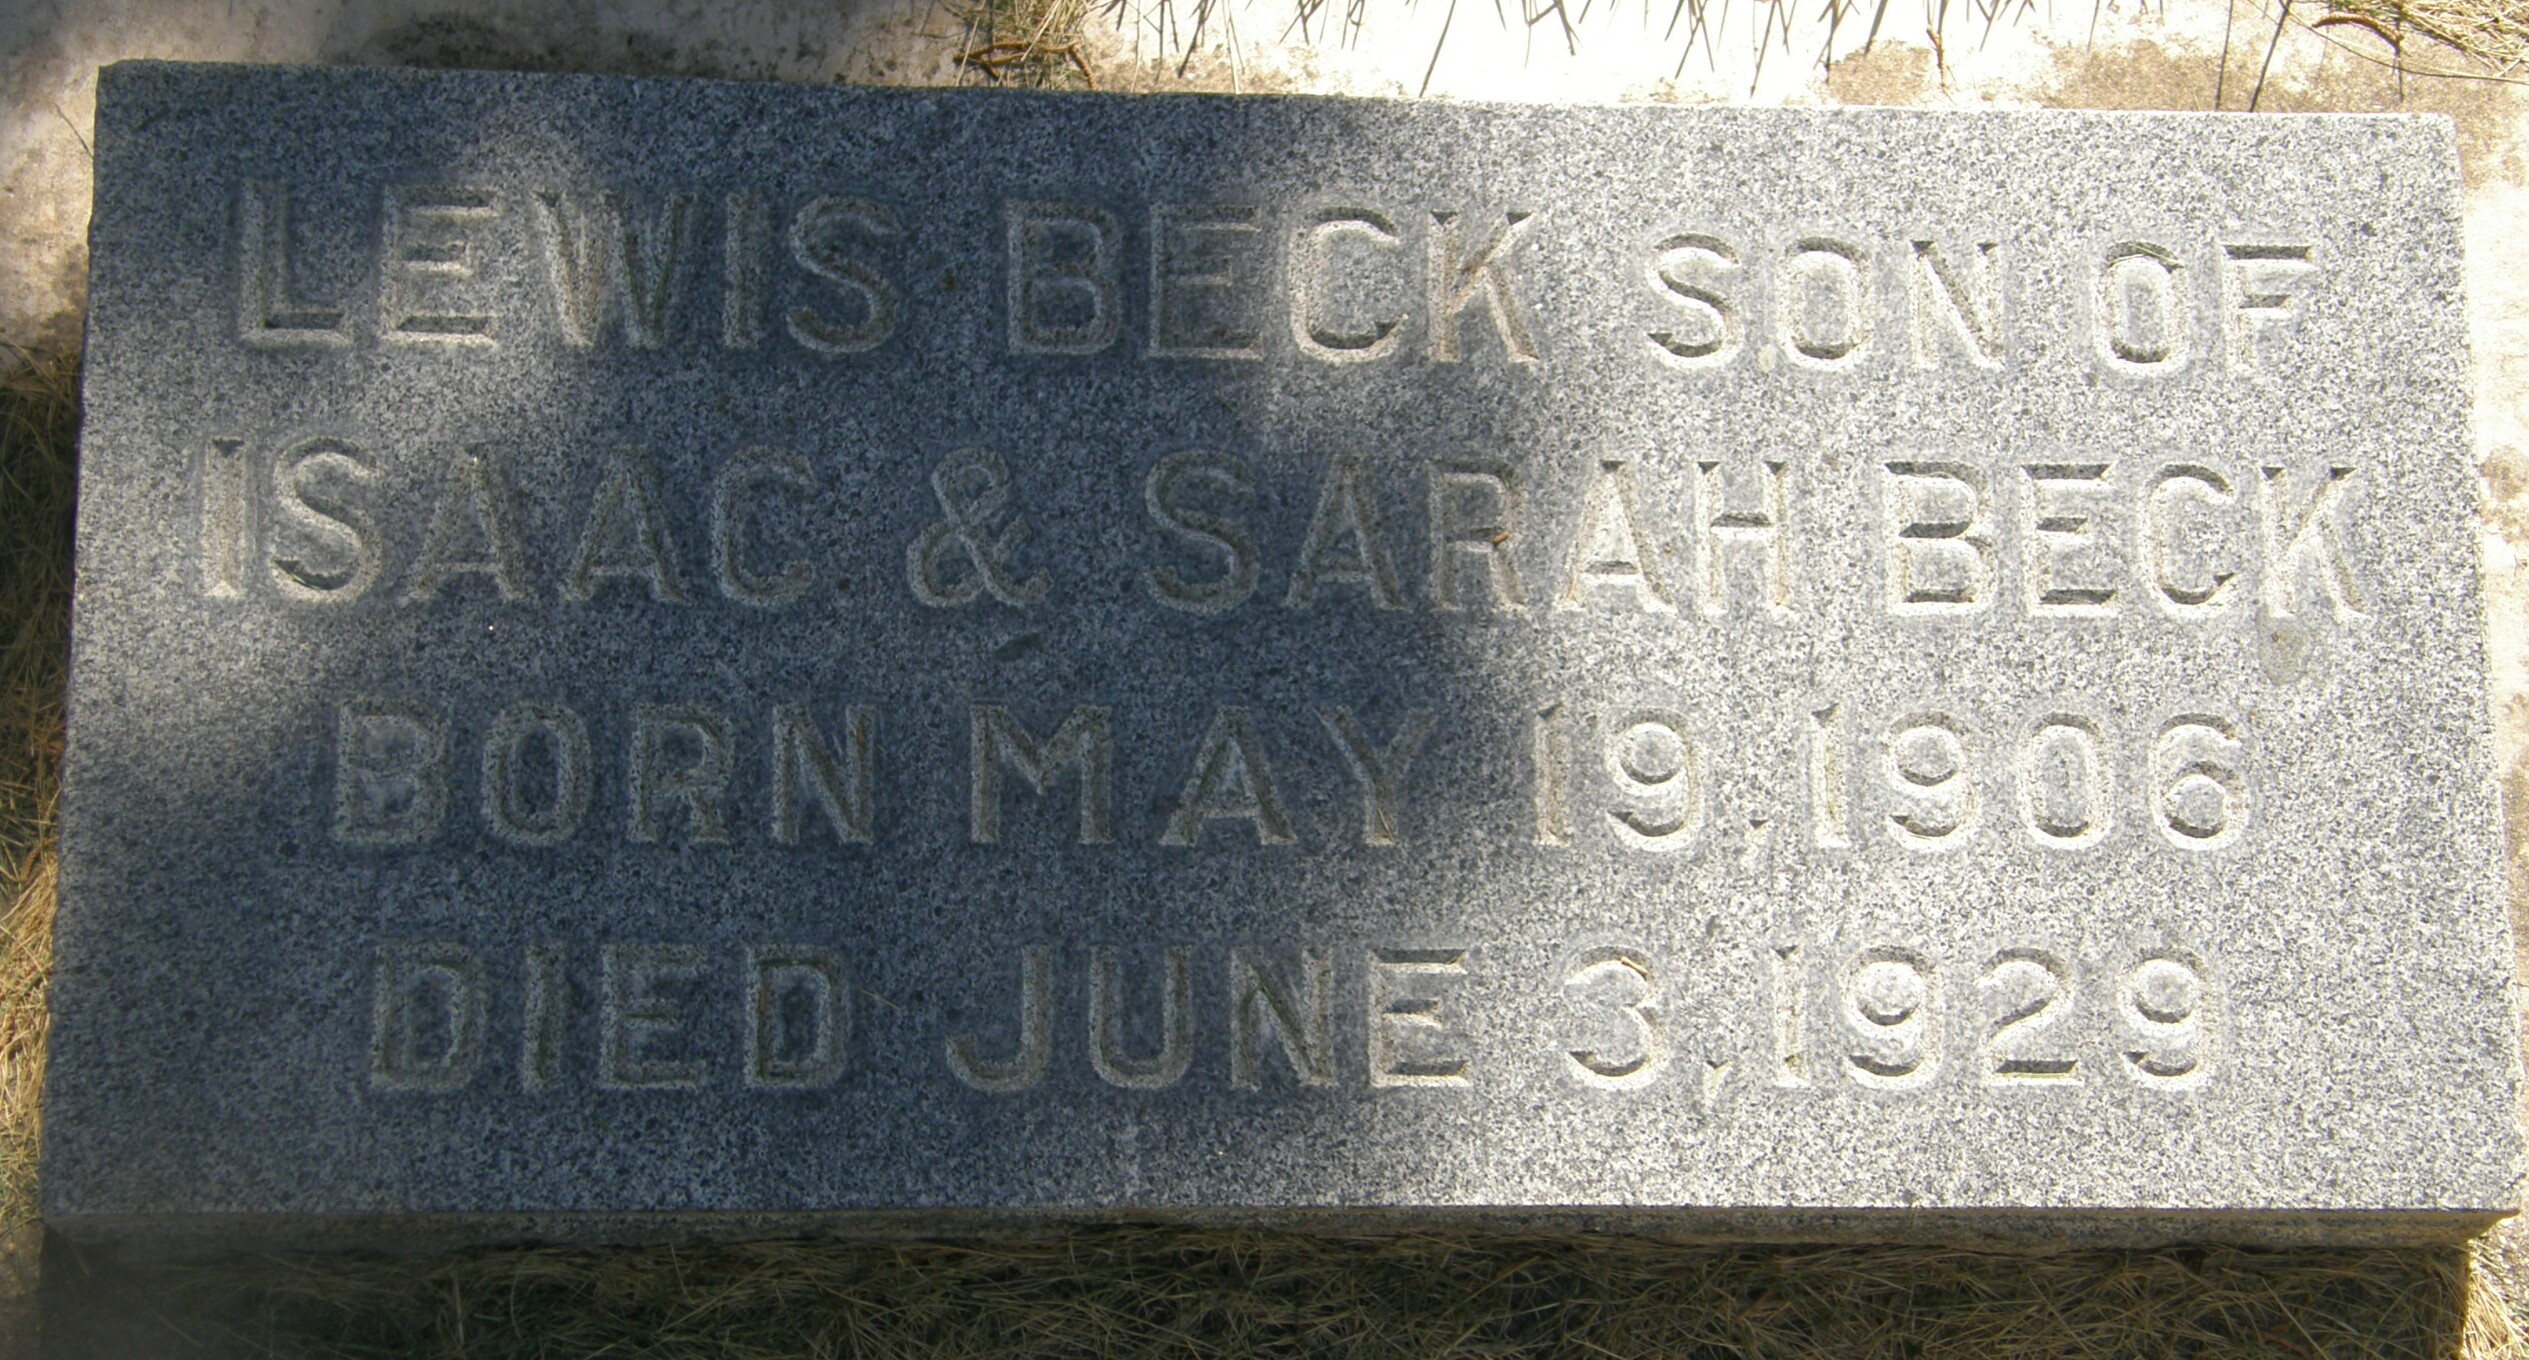 LEWIS BECK SON OF
ISAAC & SARAH BECK
BORN MAY 19, 1906
DIED JUNE 3, 1929